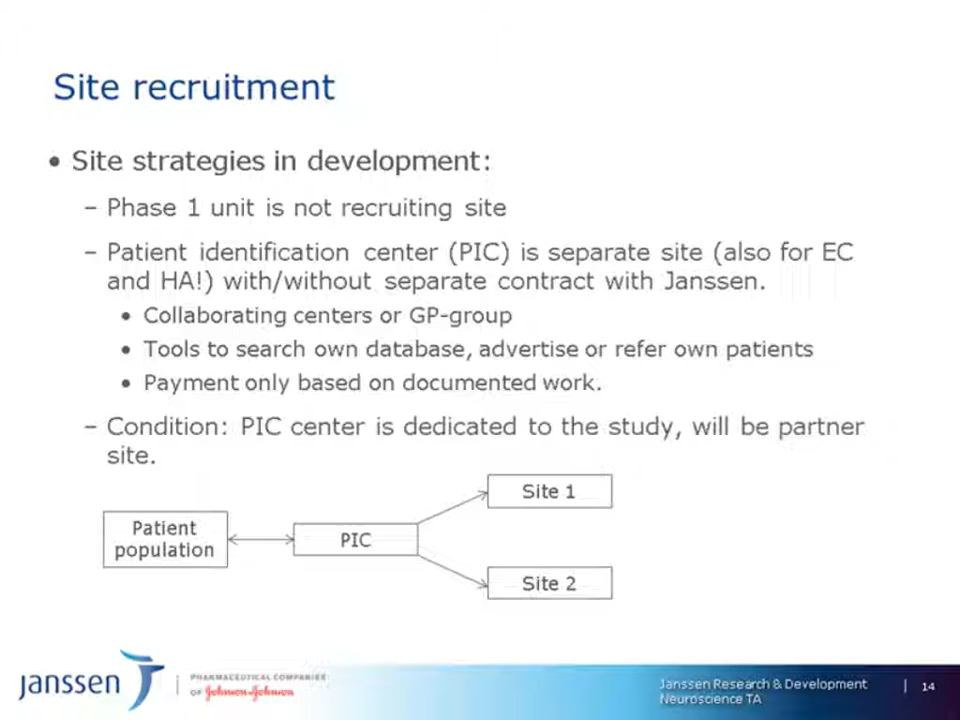 Site recruitment
• Site strategies in development:
– Phase 1 unit is not recruiting site
– Patient identification center (PIC) is separate site (also for EC
and HA!) with/without separate contract with Janssen.
• Collaborating centers or GP-group
• Tools to search own database, advertise or refer own patients
• Payment only based on documented work.
– Condition: PIC center is dedicated to the study, will be partner
site.
Patient
population
PIC
Site 1
Site 2
janssen
PHARMACEUTICAL COMPANIES
OF Johnson & Johnson
Janssen Research & Development
Neuroscience TA
14